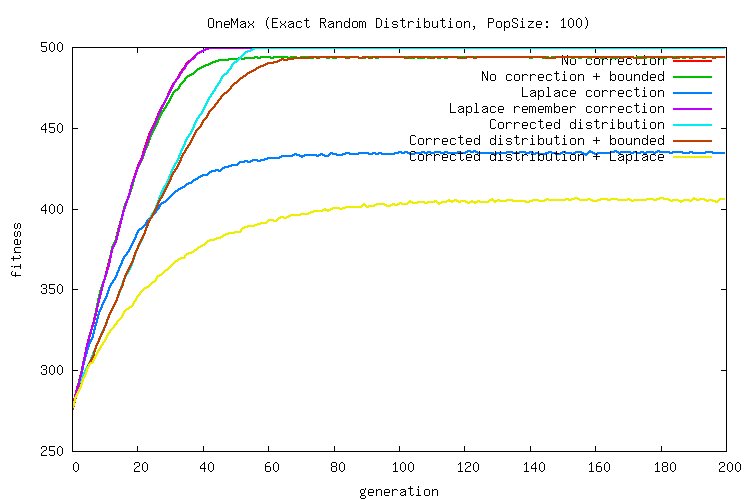 OneMax (Exact Random Distribution, PopSize: 100)
500
450
400
350
300
250
fitness
No correction
No correction + bounded
Laplace correction
Laplace remember correction
Corrected distribution
Corrected distribution + bounded
Corrected distribution + Laplace
0 20 40 60 80 100 120 140 160 180 200
generation